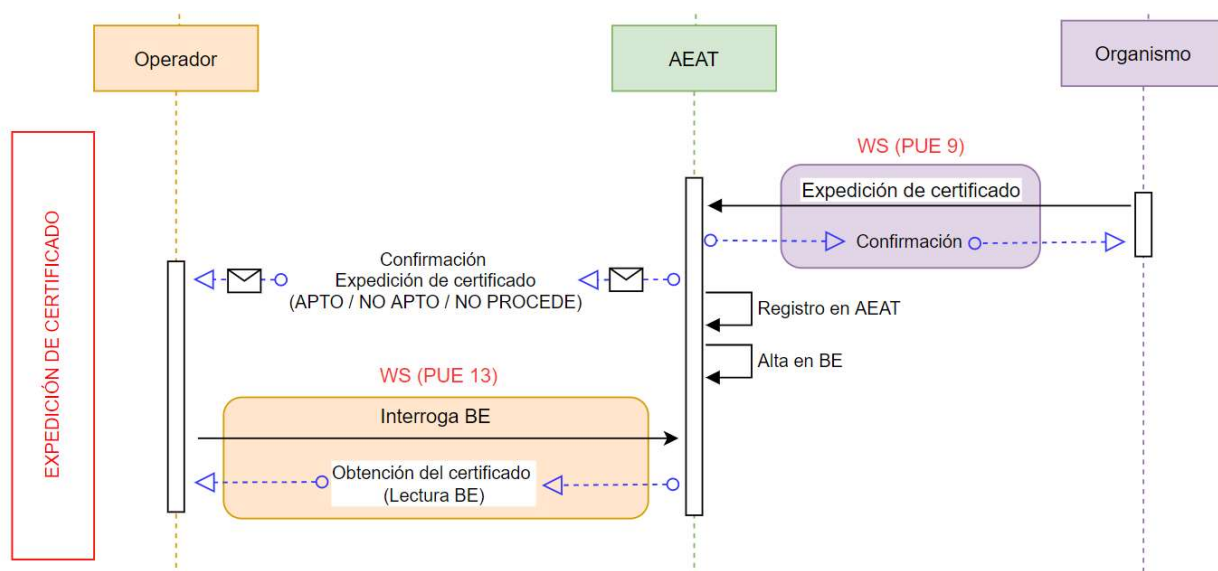 Operador
AEAT
Organismo
EXPEDICIÓN DE CERTIFICADO
WS (PUE 9)
Expedición de certificado
Confirmación
Confirmación
Expedición de certificado
(APTO / NO APTO / NO PROCEDE)
Registro en AEAT
Alta en BE
WS (PUE 13)
Interroga BE
Obtención del certificado
(Lectura BE)